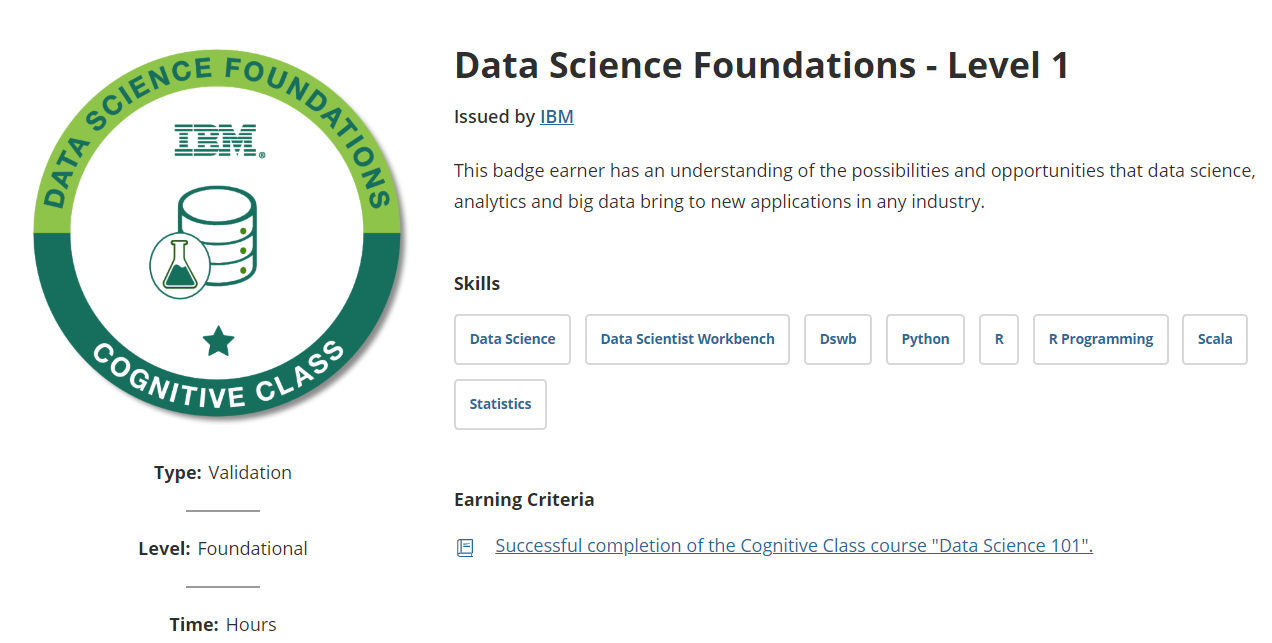 DATA SCIENCE FOUNDATIONS
IBM®
COGNITIVE CLASS
Type: Validation
Level: Foundational
Time: Hours
Data Science Foundations - Level 1
Issued by IBM
This badge earner has an understanding of the possibilities and opportunities that data science,
analytics and big data bring to new applications in any industry.
Skills
Data Science Data Scientist Workbench Dswb Python R R Programming Scala
Statistics
Earning Criteria
Successful completion of the Cognitive Class course "Data Science 101".